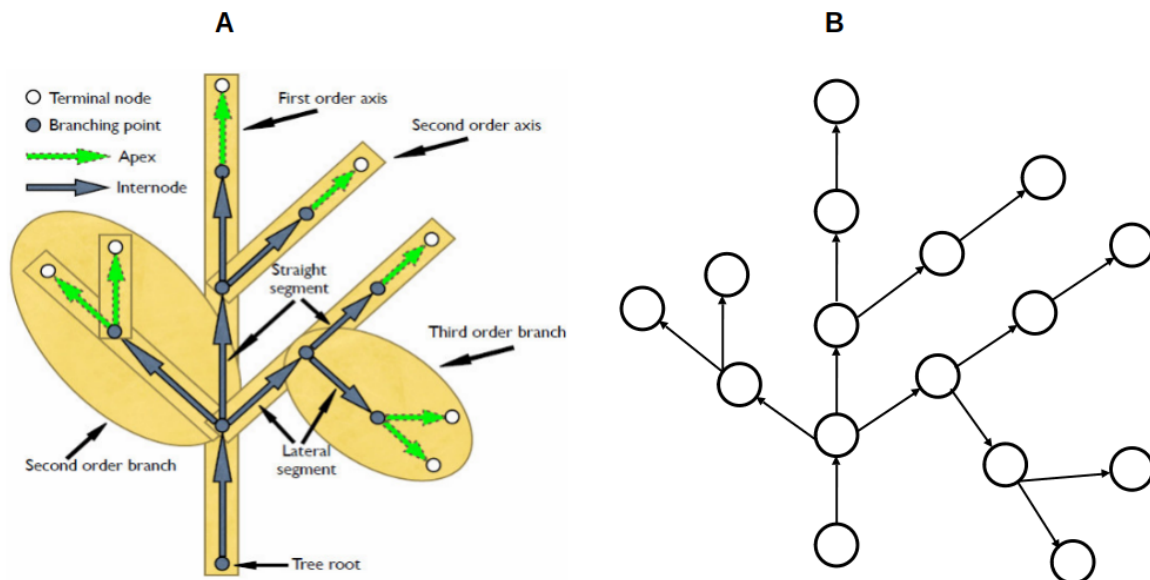 A
B
Terminal node
Branching point
Apex
Internode
First order axis
Second order axis
Straight
segment
Third order branch
Second order branch
Lateral
segment
Tree root